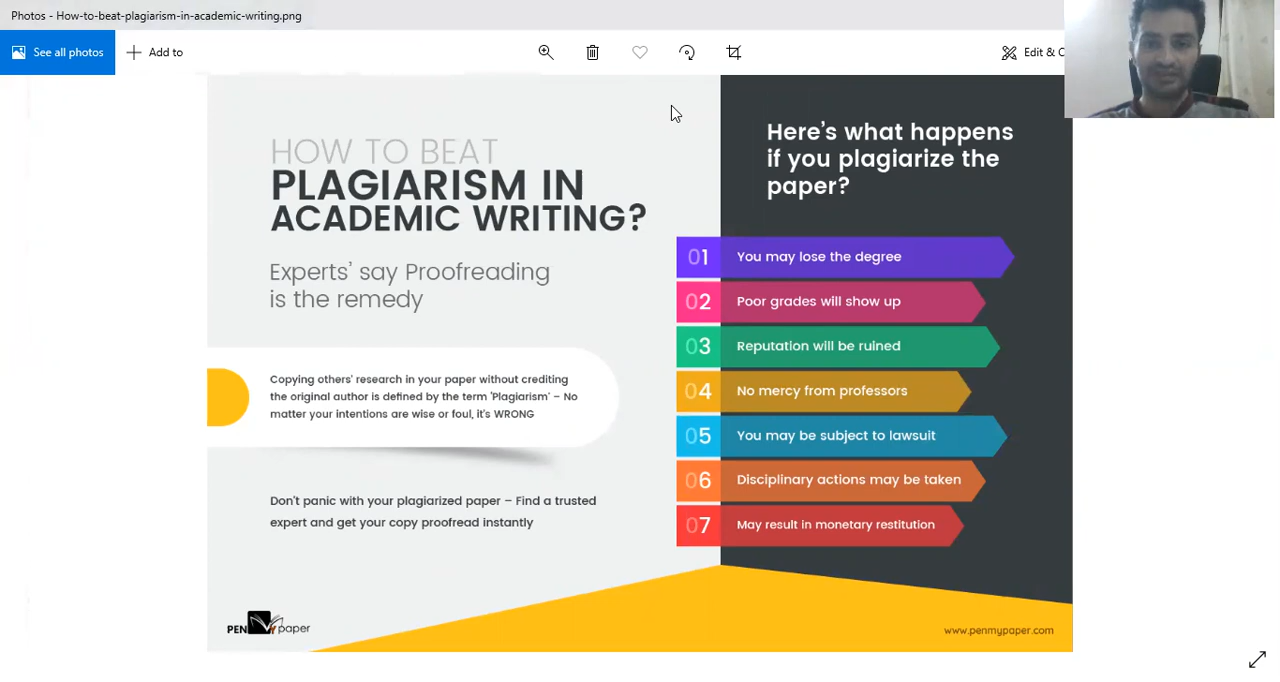 Photos - How-to-beat-plagiarism-in-academic-writing.png
See all photos
Add to
Edit & C
HOW TO BEAT
PLAGIARISM IN
ACADEMIC WRITING?
Experts' say Proofreading
is the remedy
Copying others' research in your paper without crediting
the original author is defined by the term 'Plagiarism' – No
matter your intentions are wise or foul, it's WRONG
Don't panic with your plagiarized paper – Find a trusted
expert and get your copy proofread instantly
PEN MY paper
Here's what happens
if you plagiarize the
paper?
01 You may lose the degree
02 Poor grades will show up
03 Reputation will be ruined
04 No mercy from professors
05 You may be subject to lawsuit
06 Disciplinary actions may be taken
07 May result in monetary restitution
www.penmypaper.com